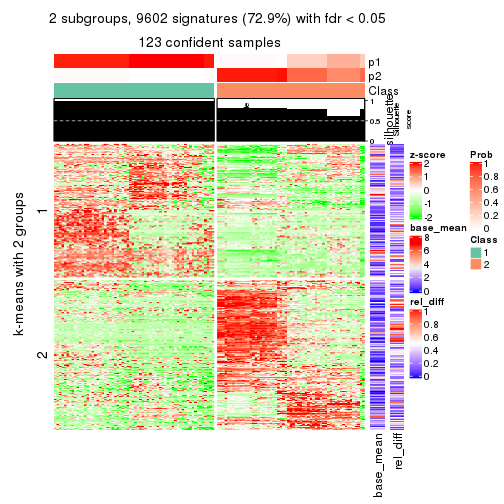 2 subgroups, 9602 signatures (72.9%) with fdr < 0.05
123 confident samples
p1
p2
Class
silhouette
Silhouette
score
1
0.5
0
k-means with 2 groups
1
2
base_mean
rel_diff
z-score
2
1
0
-1
-2
base_mean
8
6
4
2
0
rel_diff
1
0.8
0.6
0.4
0.2
0
Prob
1
0.8
0.6
0.4
0.2
0
Class
1
2